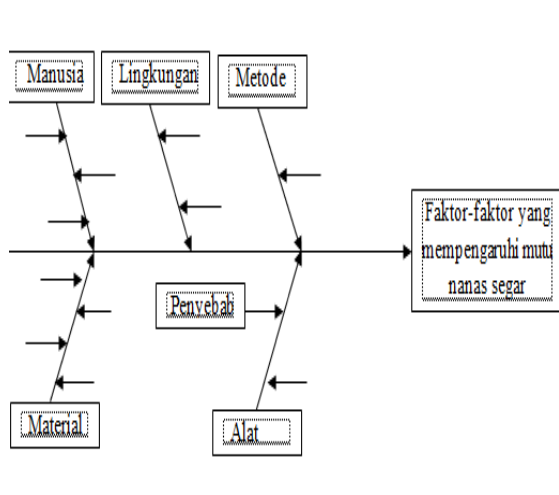 Manusia
Lingkungan
Metode
Faktor-faktor yang
mempengaruhi mutu
nanas segar
Penyebab
Material
Alat